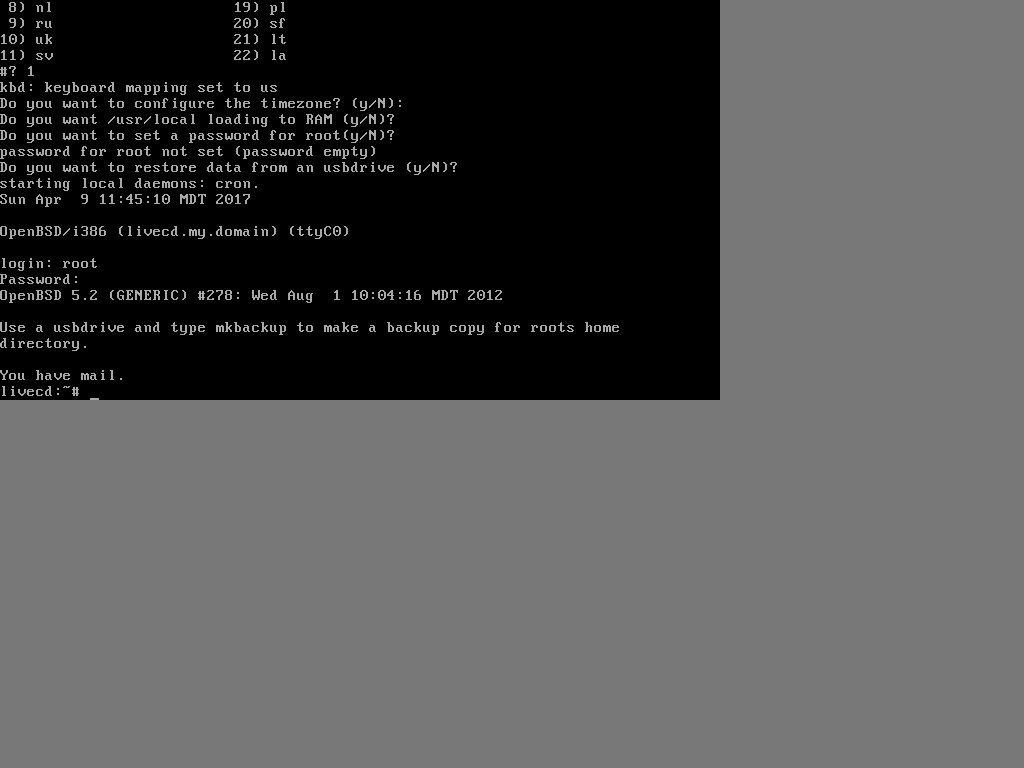 8) nl                    19) pl
 9) ru                    20) sf
10) uk                    21) lt
11) sv                    22) la
#? 1
kbd: keyboard mapping set to us
Do you want to configure the timezone? (y/N):
Do you want /usr/local loading to RAM (y/N)?
Do you want to set a password for root(y/N)?
password for root not set (password empty)
Do you want to restore data from an usbdrive (y/N)?
starting local daemons: cron.
Sun Apr  9 11:45:10 MDT 2017
OpenBSD/i386 (livecd.my.domain) (ttyC0)
login: root
Password:
OpenBSD 5.2 (GENERIC) #278: Wed Aug  1 10:04:16 MDT 2012
Use a usbdrive and type mkbackup to make a backup copy for roots home
directory.
You have mail.
livecd:~# _